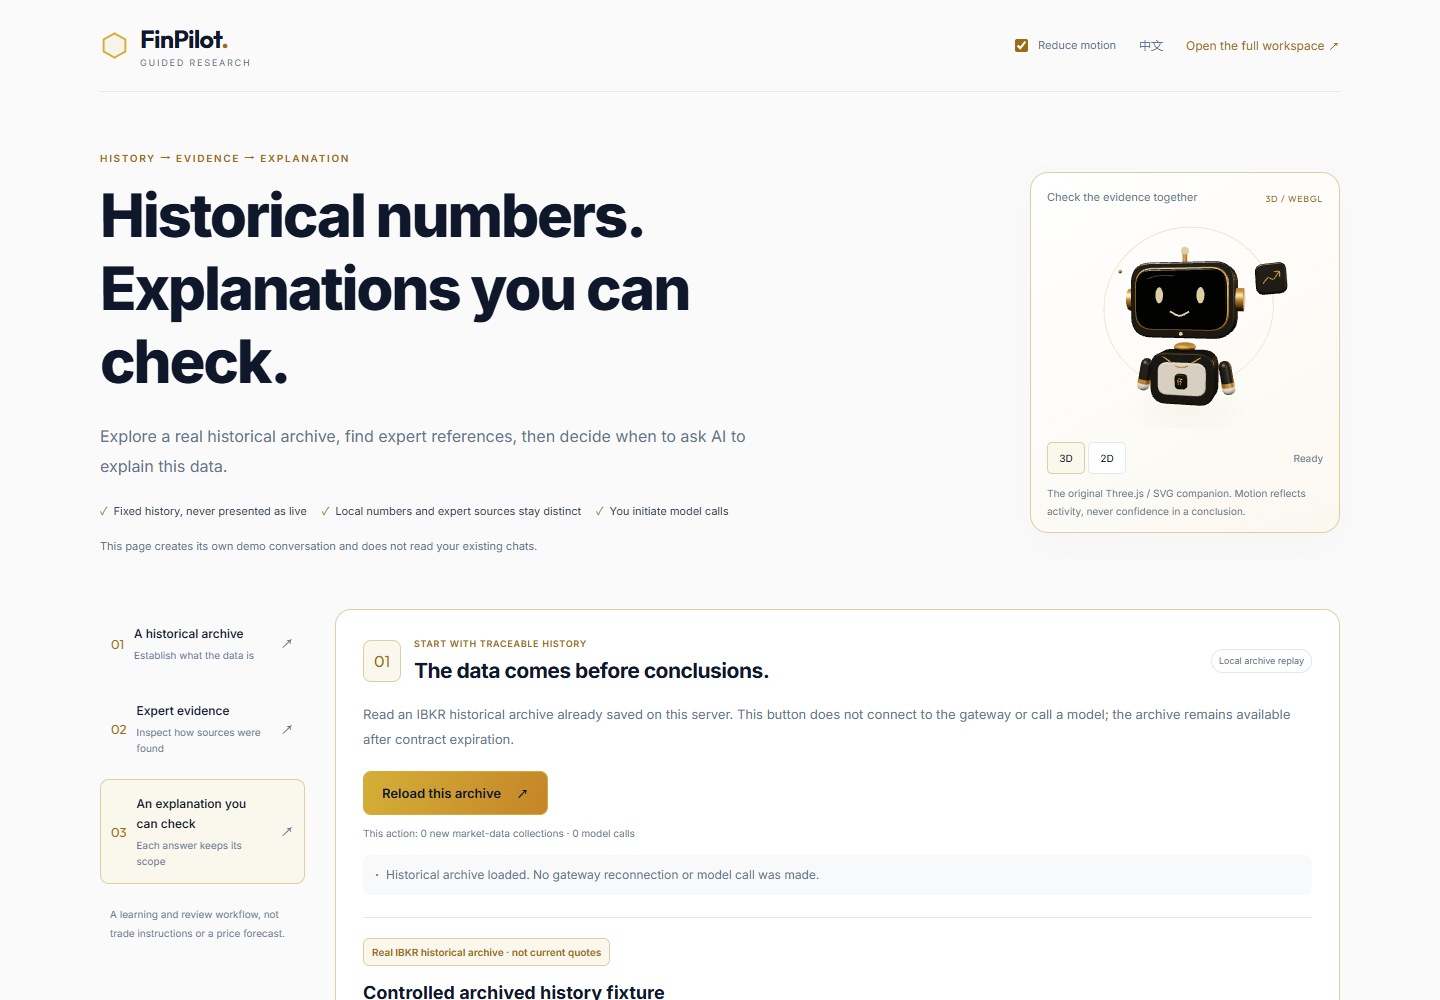 FinPilot.
GUIDED RESEARCH
Reduce motion
中文
Open the full workspace ↗
HISTORY → EVIDENCE → EXPLANATION
Historical numbers.
Explanations you can
check.
Explore a real historical archive, find expert references, then decide when to ask AI to
explain this data.
✓ Fixed history, never presented as live ✓ Local numbers and expert sources stay distinct ✓ You initiate model calls
This page creates its own demo conversation and does not read your existing chats.
Check the evidence together
3D / WEBGL
3D
2D
Ready
The original Three.js / SVG companion. Motion reflects
activity, never confidence in a conclusion.
01
A historical archive
Establish what the data is
↗
02
Expert evidence
Inspect how sources were
found
↗
03
An explanation you
can check
Each answer keeps its
scope
↗
A learning and review workflow, not
trade instructions or a price forecast.
01
START WITH TRACEABLE HISTORY
The data comes before conclusions.
Local archive replay
Read an IBKR historical archive already saved on this server. This button does not connect to the gateway or call a model; the archive remains available
after contract expiration.
Reload this archive ↗
This action: 0 new market-data collections · 0 model calls
· Historical archive loaded. No gateway reconnection or model call was made.
Real IBKR historical archive · not current quotes
Controlled archived history fixture